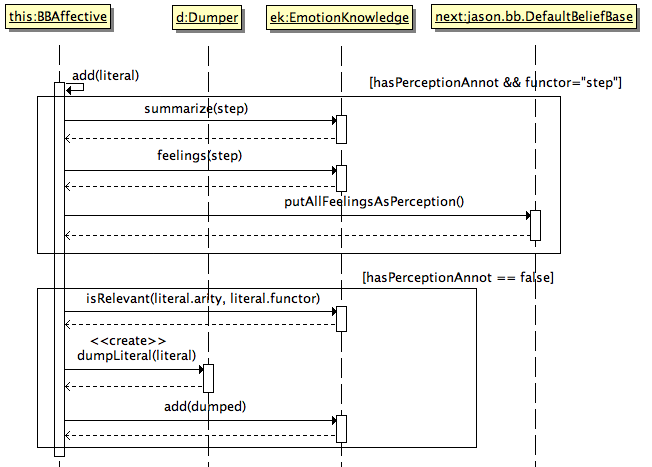 this:BBAffective
d:Dumper
ek:EmotionKnowledge
next:jason.bb.DefaultBeliefBase
add(literal)
[hasPerceptionAnnot && functor="step"]
summarize(step)
feelings(step)
putAllFeelingsAsPerception()
[hasPerceptionAnnot == false]
isRelevant(literal.arity, literal.functor)
<<create>>
dumpLiteral(literal)
add(dumped)